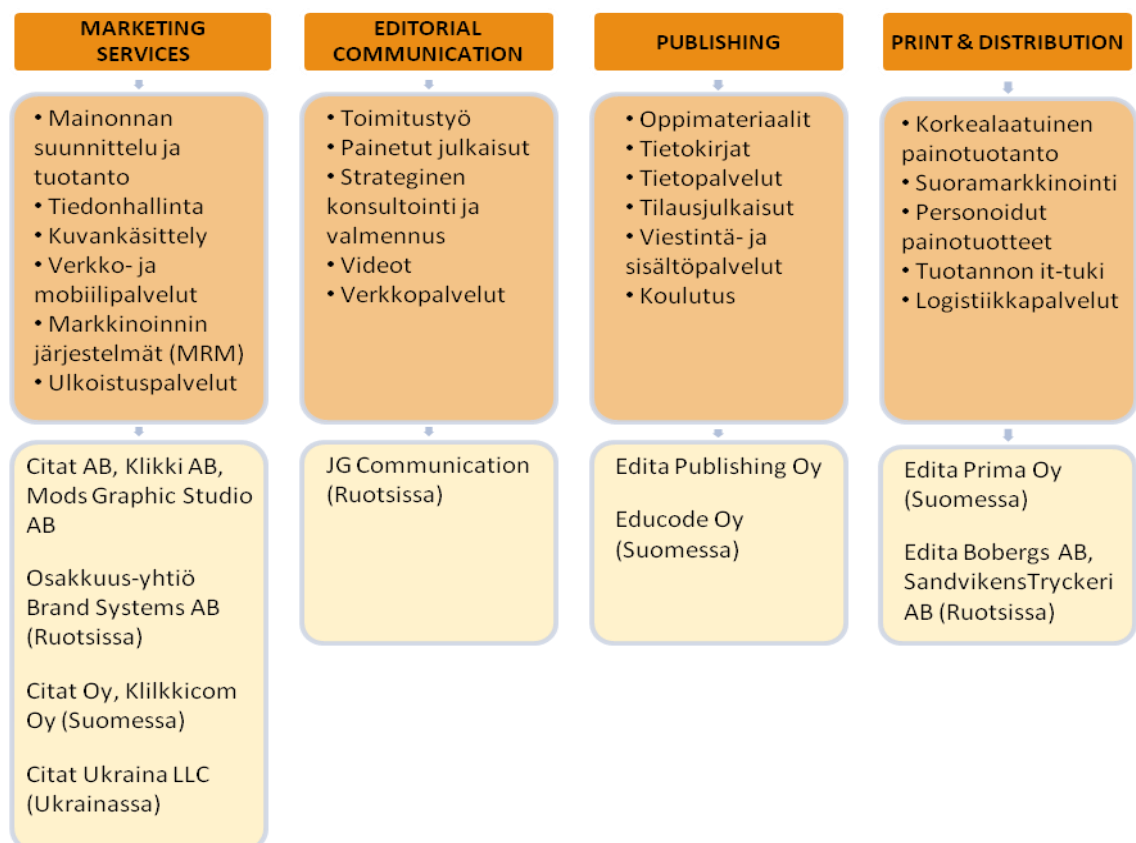 MARKETING
SERVICES
• Mainonnan
suunnittelu ja
tuotanto
• Tiedonhallinta
• Kuvankäsittely
• Verkko- ja
mobiilipalvelut
• Markkinoinnin
järjestelmät (MRM)
• Ulkoistuspalvelut
Citat AB, Klikki AB,
Mods Graphic Studio
AB
Osakkuus-yhtiö
Brand Systems AB
(Ruotsissa)
Citat Oy, Klilkkicom
Oy (Suomessa)
Citat Ukraina LLC
(Ukrainassa)
EDITORIAL
COMMUNICATION
• Toimitustyö
• Painetut julkaisut
• Strateginen
konsultointi ja
valmennus
• Videot
• Verkkopalvelut
JG Communication
(Ruotsissa)
PUBLISHING
• Oppimateriaalit
• Tietokirjat
• Tietopalvelut
• Tilausjulkaisut
• Viestintä- ja
sisältöpalvelut
• Koulutus
Edita Publishing Oy
Educode Oy
(Suomessa)
PRINT & DISTRIBUTION
• Korkealaatuinen
painotuotanto
• Suoramarkkinointi
• Personoidut
painotuotteet
• Tuotannon it-tuki
• Logistiikkapalvelut
Edita Prima Oy
(Suomessa)
Edita Bobergs AB,
SandvikensTryckeri
AB (Ruotsissa)